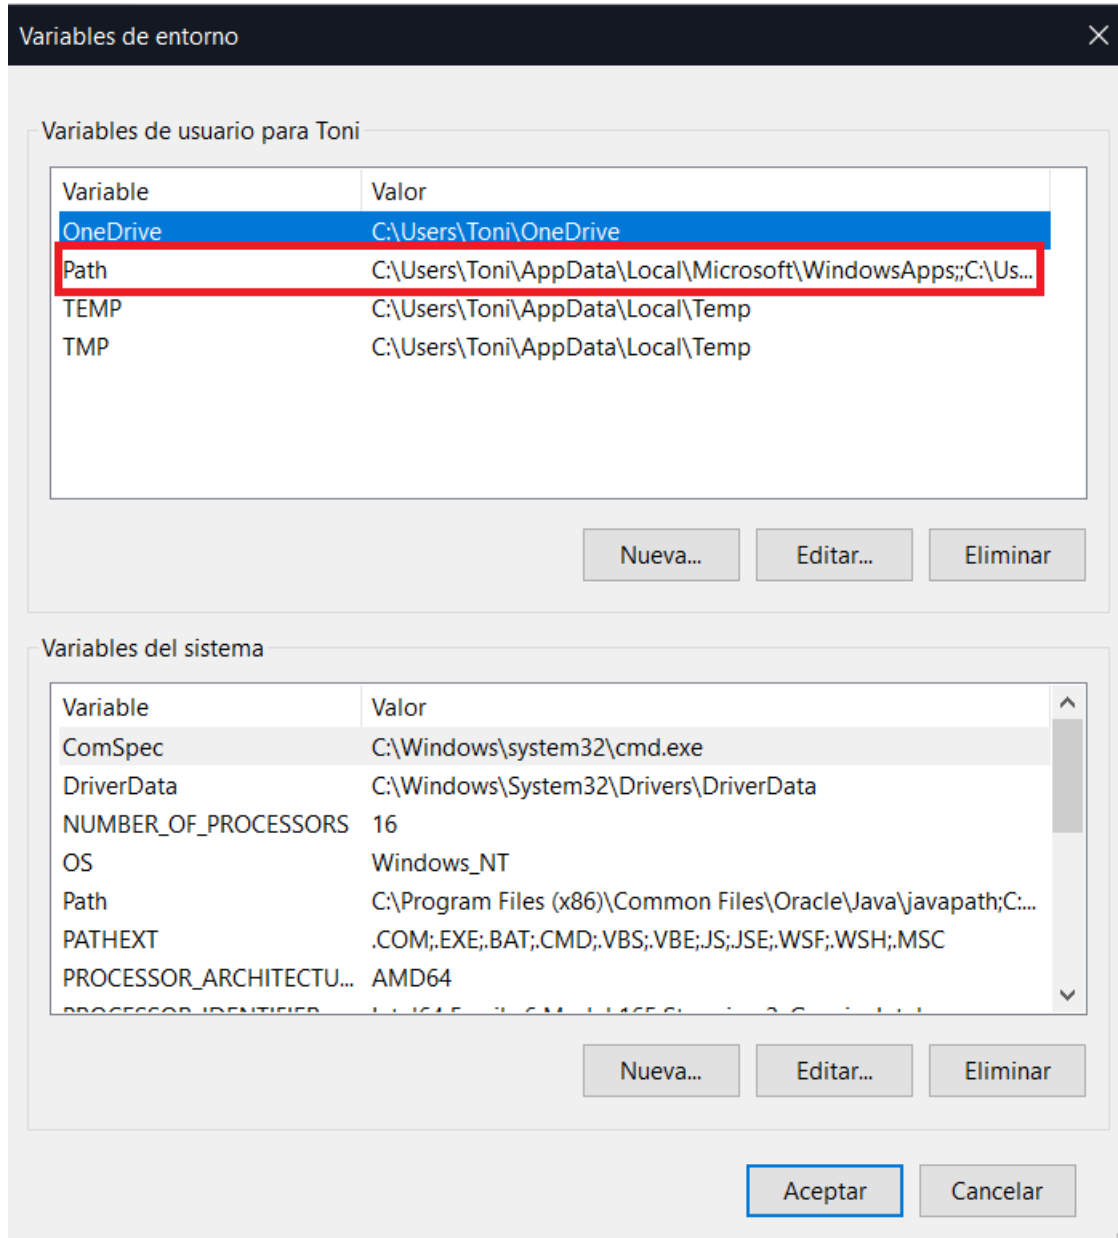 Variables de entorno
Variables de usuario para Toni
Variable Valor
OneDrive C:\Users\Toni\OneDrive
Path C:\Users\Toni\AppData\Local\Microsoft\WindowsApps;;C:\Us...
TEMP C:\Users\Toni\AppData\Local\Temp
TMP C:\Users\Toni\AppData\Local\Temp
Nueva... Editar... Eliminar
Variables del sistema
Variable Valor
ComSpec C:\Windows\system32\cmd.exe
DriverData C:\Windows\System32\Drivers\DriverData
NUMBER_OF_PROCESSORS 16
OS Windows_NT
Path C:\Program Files (x86)\Common Files\Oracle\Java\javapath;C:...
PATHEXT .COM;.EXE;.BAT;.CMD;.VBS;.VBE;.JS;.JSE;.WSF;.WSH;.MSC
PROCESSOR_ARCHITECTU... AMD64
Nueva... Editar... Eliminar
Aceptar Cancelar